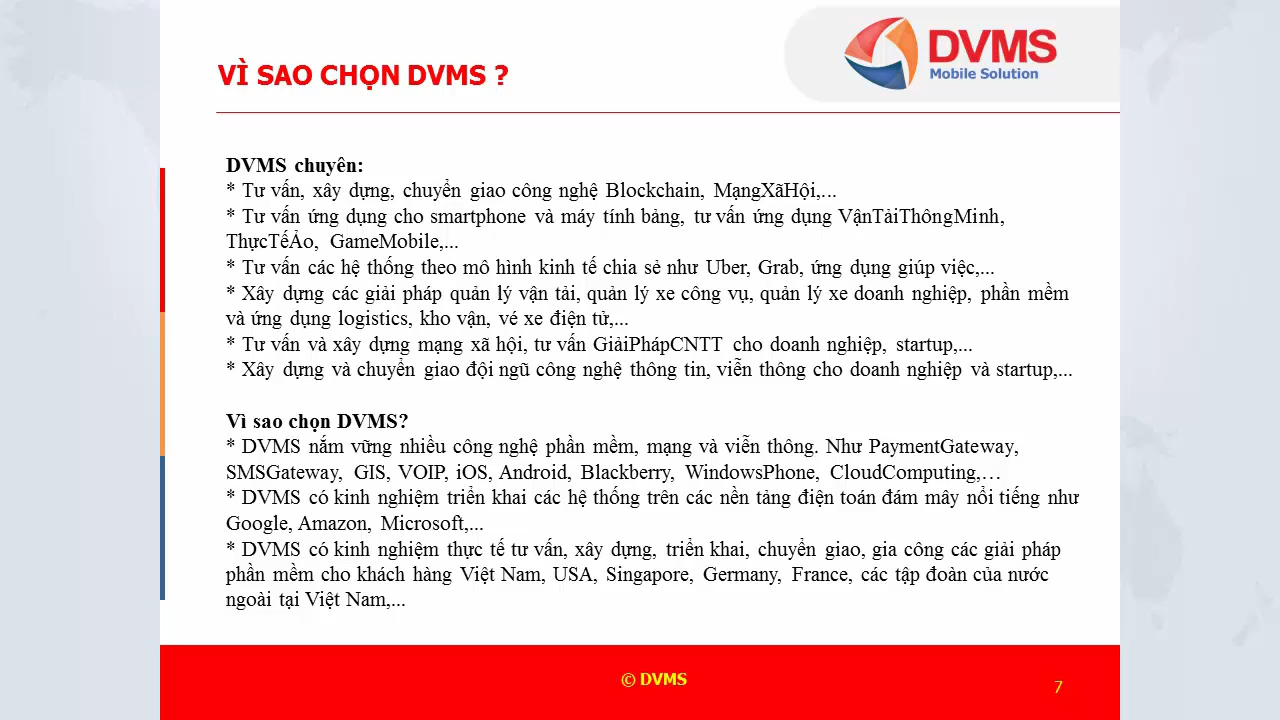 VÌ SAO CHỌN DVMS ?
DVMS
Mobile Solution
DVMS chuyên:
* Tư vấn, xây dựng, chuyển giao công nghệ Blockchain, MạngXãHội,...
* Tư vấn ứng dụng cho smartphone và máy tính bảng, tư vấn ứng dụng VậnTảiThôngMinh,
ThựcTếẢo, GameMobile,...
* Tư vấn các hệ thống theo mô hình kinh tế chia sẻ như Uber, Grab, ứng dụng giúp việc,...
* Xây dựng các giải pháp quản lý vận tải, quản lý xe công vụ, quản lý xe doanh nghiệp, phần mềm
và ứng dụng logistics, kho vận, vé xe điện tử,...
* Tư vấn và xây dựng mạng xã hội, tư vấn GiảiPhápCNTT cho doanh nghiệp, startup,...
* Xây dựng và chuyển giao đội ngũ công nghệ thông tin, viễn thông cho doanh nghiệp và startup,...
Vì sao chọn DVMS?
* DVMS nắm vững nhiều công nghệ phần mềm, mạng và viễn thông. Như PaymentGateway,
SMSGateway, GIS, VOIP, iOS, Android, Blackberry, WindowsPhone, CloudComputing,…
* DVMS có kinh nghiệm triển khai các hệ thống trên các nền tảng điện toán đám mây nổi tiếng như
Google, Amazon, Microsoft,...
* DVMS có kinh nghiệm thực tế tư vấn, xây dựng, triển khai, chuyển giao, gia công các giải pháp
phần mềm cho khách hàng Việt Nam, USA, Singapore, Germany, France, các tập đoàn của nước
ngoài tại Việt Nam,...
© DVMS
7